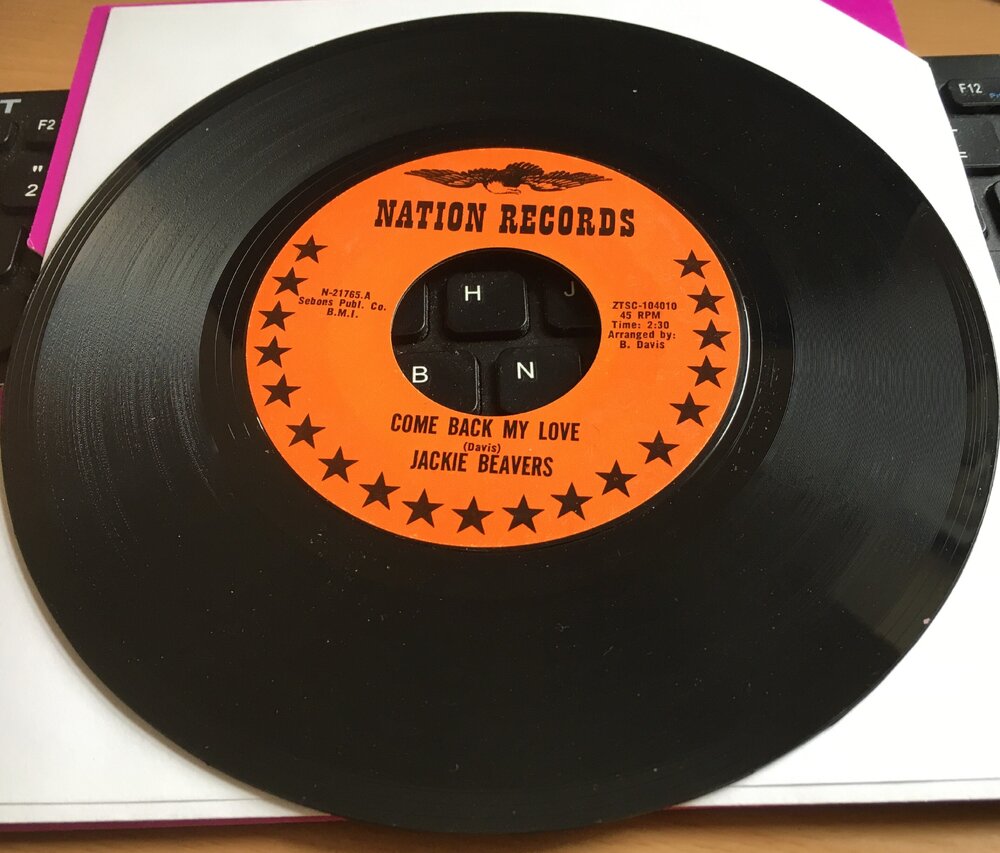 T
F2
"
2
F12
=
NATION RECORDS
N-21765.A
Sebons Publ. Co.
B.M.I.
ZTSC-104010
45 RPM
Time: 2:30
Arranged by:
B. Davis
H
J
B
N
COME BACK MY LOVE
(Davis)
JACKIE BEAVERS